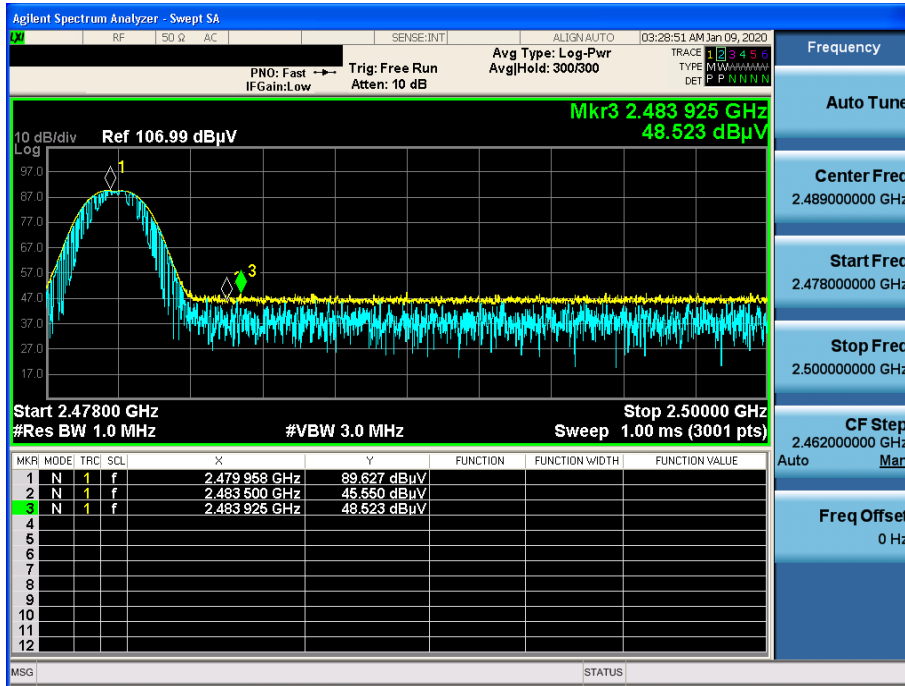 Agilent Spectrum Analyzer - Swept SA
LXI RF 50 Ω AC SENSE:INT ALIGN AUTO 03:28:51 AM Jan 09, 2020
Frequency
Avg Type: Log-Pwr TRACE 1 2 3 4 5 6
PNO: Fast Trig: Free Run Avg|Hold: 300/300 TYPE M WWWWW
IFGain:Low Atten: 10 dB DET P P N N N N
Auto Tune
Mkr3 2.483 925 GHz
10 dB/div Ref 106.99 dBµV 48.523 dBµV
Log
97.0
87.0
77.0
67.0
57.0
47.0
37.0
27.0
17.0
1
3
Center Freq
2.489000000 GHz
Start Freq
2.478000000 GHz
Stop Freq
2.500000000 GHz
Start 2.47800 GHz Stop 2.50000 GHz
#Res BW 1.0 MHz #VBW 3.0 MHz Sweep 1.00 ms (3001 pts)
CF Step
2.462000000 GHz
Auto Man
MKR MODE TRC SCL X Y FUNCTION FUNCTION WIDTH FUNCTION VALUE
1 N 1 f 2.479 958 GHz 89.627 dBµV
2 N 1 f 2.483 500 GHz 45.550 dBµV
3 N 1 f 2.483 925 GHz 48.523 dBµV
4
5
6
7
8
9
10
11
12
Freq Offset
0 Hz
MSG STATUS